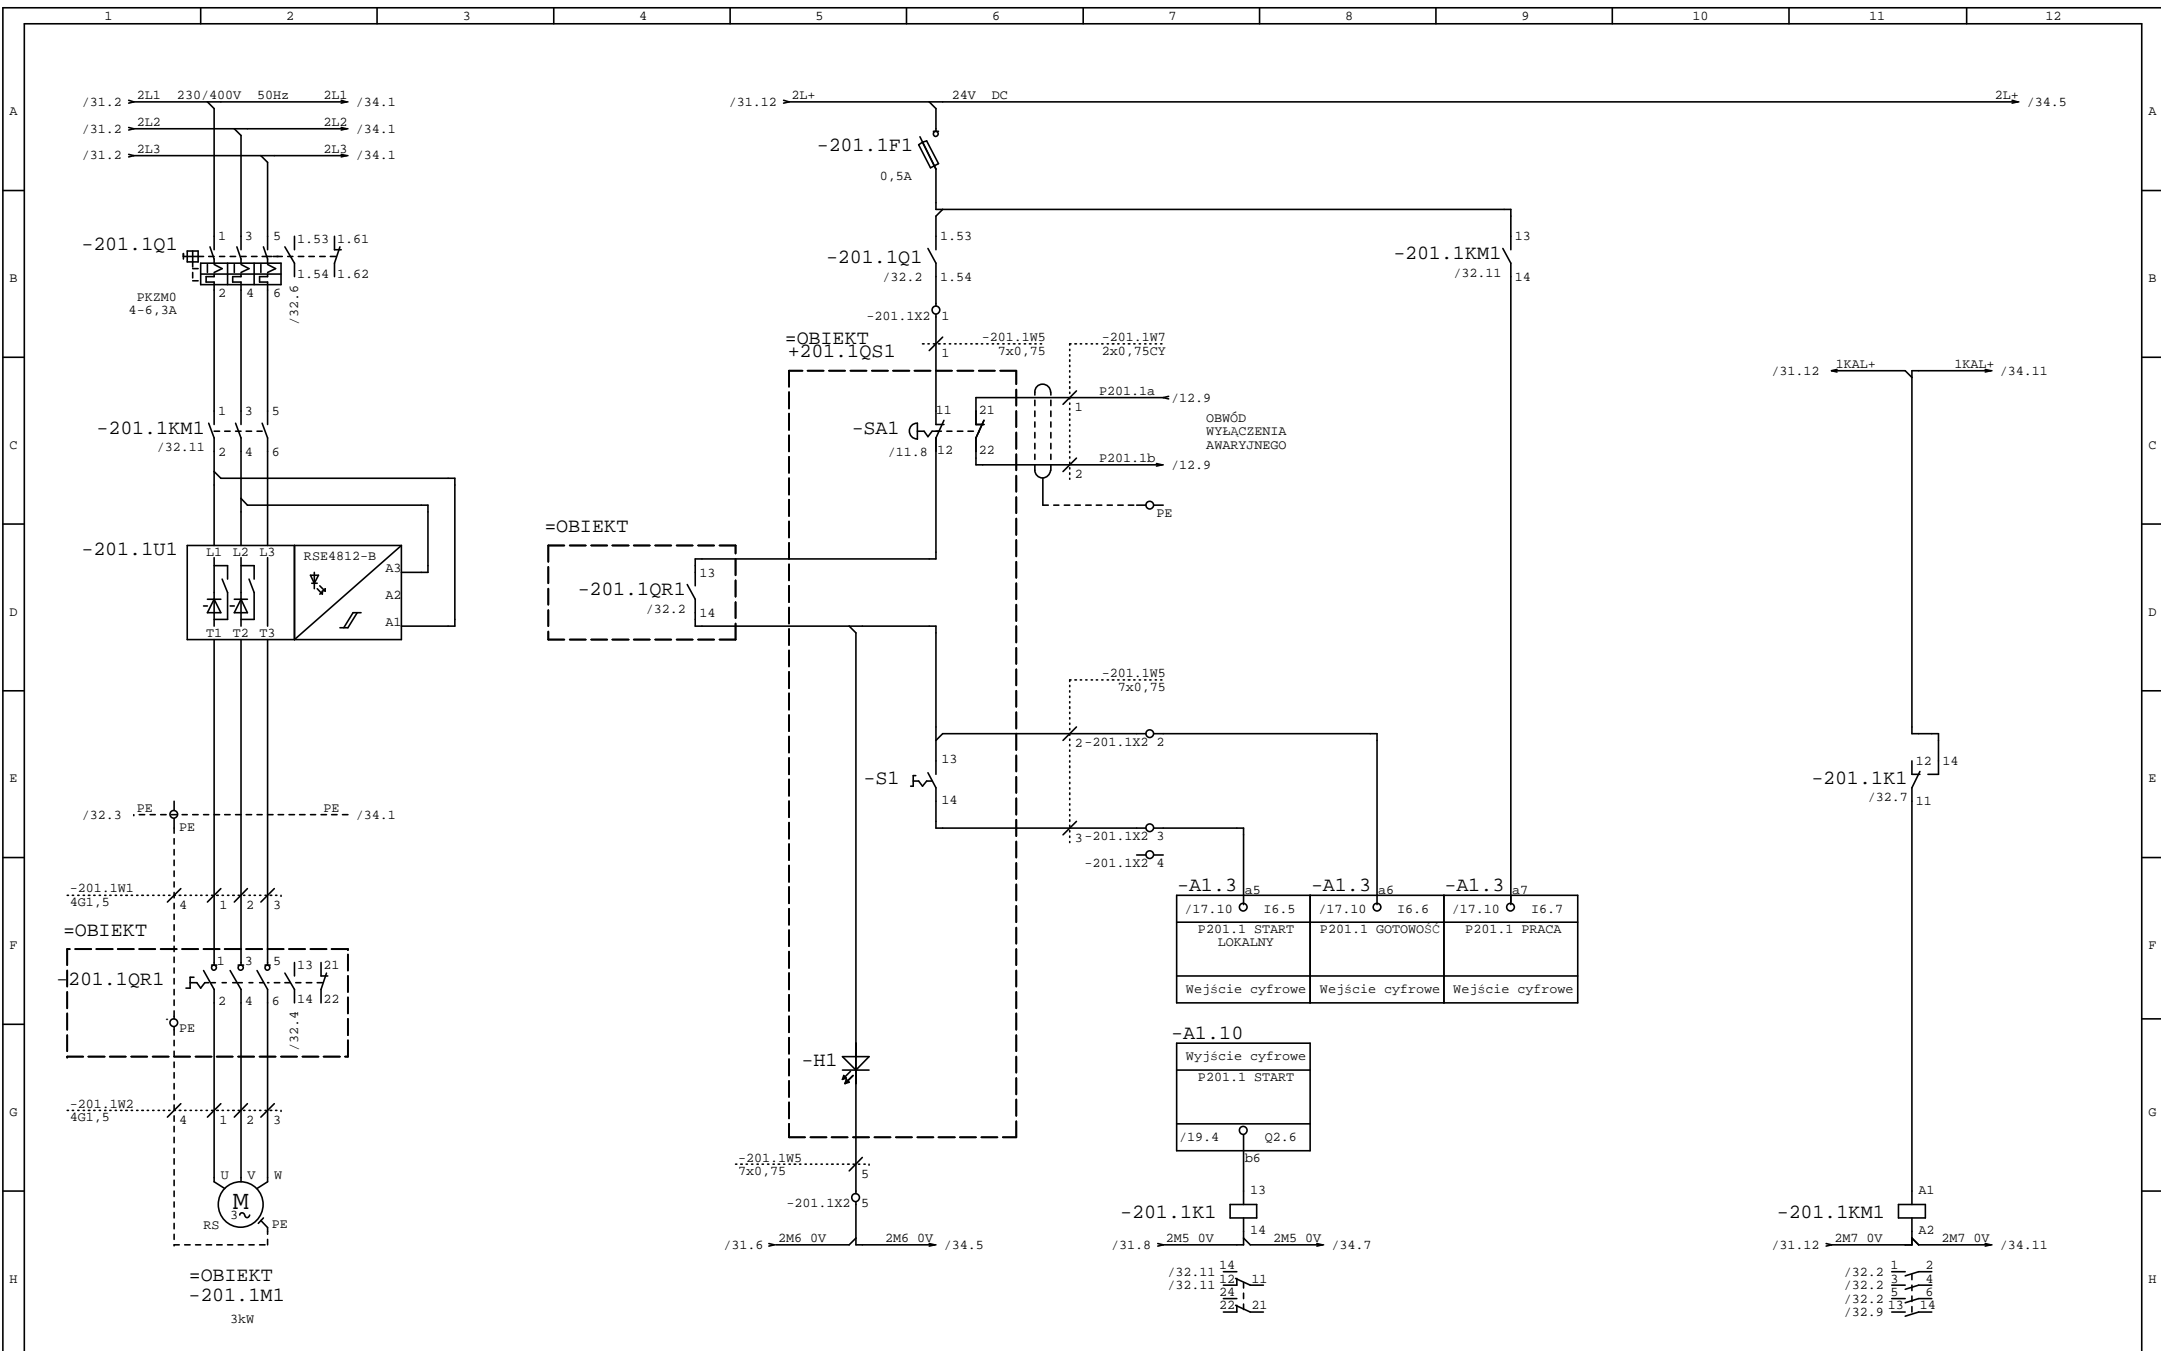 1 2 3 4 5 6 7 8 9 10 11 12
A
B
C
D
E
F
G
H
A
B
C
D
E
F
G
H
/31.2 2L1 230/400V 50Hz 2L1 /34.1
/31.2 2L2 2L2 /34.1
/31.2 2L3 2L3 /34.1
-201.1Q1
1 3 5 1.53 1.61
2 4 6 1.54 1.62
PKZM0
4-6,3A
/32.6
-201.1KM1
/32.11
1 3 5
2 4 6
-201.1U1
L1 L2 L3
RSE4812-B
A3
A2
A1
T1 T2 T3
/32.3 PE PE /34.1
PE
-201.1W1
4G1,5
4 1 2 3
=OBIEKT
-201.1QR1
1 3 5 13 21
2 4 6 14 22
PE
/32.4
-201.1W2
4G1,5
4 1 2 3
U V W
M
3~
RS
PE
=OBIEKT
-201.1M1
3kW
/31.12 2L+ 24V DC 2L+ /34.5
-201.1F1
0,5A
-201.1Q1
/32.2
1.53
1.54
-201.1X2 1
=OBIEKT
+201.1QS1
-201.1W5
7x0,75
1
-201.1W7
2x0,75CY
-SA1
/11.8
11
12
21
22
1
P201.1a /12.9
OBWÓD
WYŁĄCZENIA
AWARYJNEGO
2
P201.1b /12.9
PE
=OBIEKT
-201.1QR1
/32.2
13
14
-201.1W5
7x0,75
2 -201.1X2 2
-S1
13
14
3 -201.1X2 3
-201.1X2 4
-201.1KM1
/32.11
13
14
-A1.3 a5 -A1.3 a6 -A1.3 a7
/17.10 I6.5 /17.10 I6.6 /17.10 I6.7
P201.1 START
LOKALNY
P201.1 GOTOWOŚĆ
P201.1 PRACA
Wejście cyfrowe Wejście cyfrowe Wejście cyfrowe
-H1
-201.1W5
7x0,75
5
-201.1X2 5
/31.6 2M6 0V 2M6 0V /34.5
-A1.10
Wyjście cyfrowe
P201.1 START
/19.4 Q2.6
b6
-201.1K1
13
14
/31.8 2M5 0V 2M5 0V /34.7
/32.11 14
/32.11 12 11
24
22 21
/31.12 1KAL+ 1KAL+ /34.11
-201.1K1
/32.7
12 14
11
-201.1KM1
A1
A2
/31.12 2M7 0V 2M7 0V /34.11
/32.2 1 2
/32.2 3 4
/32.2 5 6
/32.9 13 14